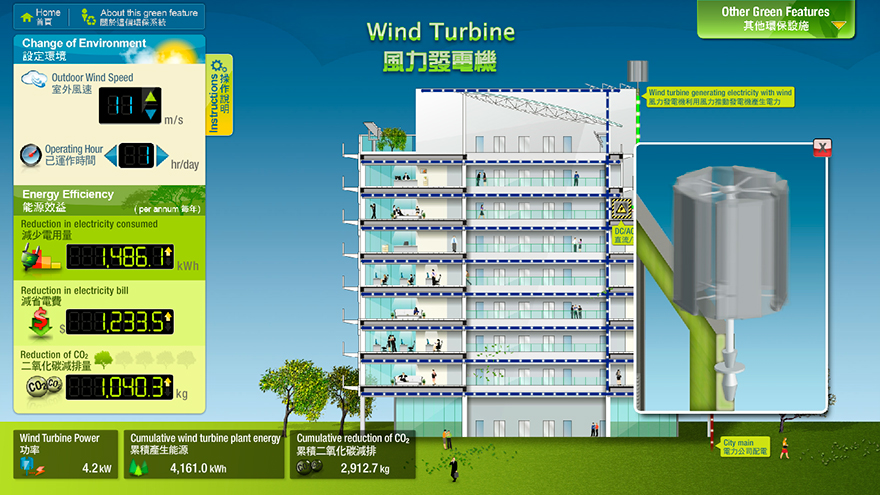 Home
首頁
About this green feature
關於這個環保系統
Wind Turbine
風力發電機
Other Green Features
其他環保設施
Change of Environment
設定環境
Outdoor Wind Speed
室外風速
11
m/s
Operating Hour
已運作時間
1
hr/day
Instructions
操作說明
Energy Efficiency
能源效益
( per annum 每年)
Reduction in electricity consumed
減少電用量
1,486.1
kWh
Reduction in electricity bill
減省電費
$
1,233.5
Reduction of CO₂
二氧化碳減排量
CO₂
CO₂
1,040.3
kg
Wind turbine generating electricity with wind
風力發電機利用風力推動發電機產生電力
X
DC/AC
直流/
City main
電力公司配電
Wind Turbine Power
功率
4.2 kW
Cumulative wind turbine plant energy
累積產生能源
4,161.0 kWh
Cumulative reduction of CO₂
累積二氧化碳減排
2,912.7 kg